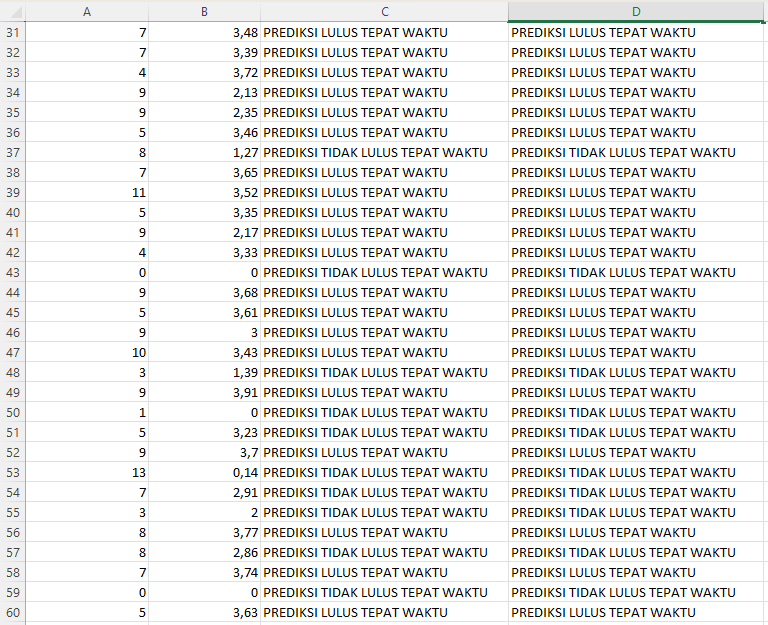 A B C D
31 7 3,48 PREDIKSI LULUS TEPAT WAKTU PREDIKSI LULUS TEPAT WAKTU
32 7 3,39 PREDIKSI LULUS TEPAT WAKTU PREDIKSI LULUS TEPAT WAKTU
33 4 3,72 PREDIKSI LULUS TEPAT WAKTU PREDIKSI LULUS TEPAT WAKTU
34 9 2,13 PREDIKSI LULUS TEPAT WAKTU PREDIKSI LULUS TEPAT WAKTU
35 9 2,35 PREDIKSI LULUS TEPAT WAKTU PREDIKSI LULUS TEPAT WAKTU
36 5 3,46 PREDIKSI LULUS TEPAT WAKTU PREDIKSI LULUS TEPAT WAKTU
37 8 1,27 PREDIKSI TIDAK LULUS TEPAT WAKTU PREDIKSI TIDAK LULUS TEPAT WAKTU
38 7 3,65 PREDIKSI LULUS TEPAT WAKTU PREDIKSI LULUS TEPAT WAKTU
39 11 3,52 PREDIKSI LULUS TEPAT WAKTU PREDIKSI LULUS TEPAT WAKTU
40 5 3,35 PREDIKSI LULUS TEPAT WAKTU PREDIKSI LULUS TEPAT WAKTU
41 9 2,17 PREDIKSI LULUS TEPAT WAKTU PREDIKSI LULUS TEPAT WAKTU
42 4 3,33 PREDIKSI LULUS TEPAT WAKTU PREDIKSI LULUS TEPAT WAKTU
43 0 0 PREDIKSI TIDAK LULUS TEPAT WAKTU PREDIKSI TIDAK LULUS TEPAT WAKTU
44 9 3,68 PREDIKSI LULUS TEPAT WAKTU PREDIKSI LULUS TEPAT WAKTU
45 5 3,61 PREDIKSI LULUS TEPAT WAKTU PREDIKSI LULUS TEPAT WAKTU
46 9 3 PREDIKSI LULUS TEPAT WAKTU PREDIKSI LULUS TEPAT WAKTU
47 10 3,43 PREDIKSI LULUS TEPAT WAKTU PREDIKSI LULUS TEPAT WAKTU
48 3 1,39 PREDIKSI TIDAK LULUS TEPAT WAKTU PREDIKSI TIDAK LULUS TEPAT WAKTU
49 9 3,91 PREDIKSI LULUS TEPAT WAKTU PREDIKSI LULUS TEPAT WAKTU
50 1 0 PREDIKSI TIDAK LULUS TEPAT WAKTU PREDIKSI TIDAK LULUS TEPAT WAKTU
51 5 3,23 PREDIKSI TIDAK LULUS TEPAT WAKTU PREDIKSI TIDAK LULUS TEPAT WAKTU
52 9 3,7 PREDIKSI LULUS TEPAT WAKTU PREDIKSI LULUS TEPAT WAKTU
53 13 0,14 PREDIKSI TIDAK LULUS TEPAT WAKTU PREDIKSI TIDAK LULUS TEPAT WAKTU
54 7 2,91 PREDIKSI TIDAK LULUS TEPAT WAKTU PREDIKSI TIDAK LULUS TEPAT WAKTU
55 3 2 PREDIKSI TIDAK LULUS TEPAT WAKTU PREDIKSI TIDAK LULUS TEPAT WAKTU
56 8 3,77 PREDIKSI LULUS TEPAT WAKTU PREDIKSI LULUS TEPAT WAKTU
57 8 2,86 PREDIKSI TIDAK LULUS TEPAT WAKTU PREDIKSI TIDAK LULUS TEPAT WAKTU
58 7 3,74 PREDIKSI LULUS TEPAT WAKTU PREDIKSI LULUS TEPAT WAKTU
59 0 0 PREDIKSI TIDAK LULUS TEPAT WAKTU PREDIKSI TIDAK LULUS TEPAT WAKTU
60 5 3,63 PREDIKSI LULUS TEPAT WAKTU PREDIKSI LULUS TEPAT WAKTU